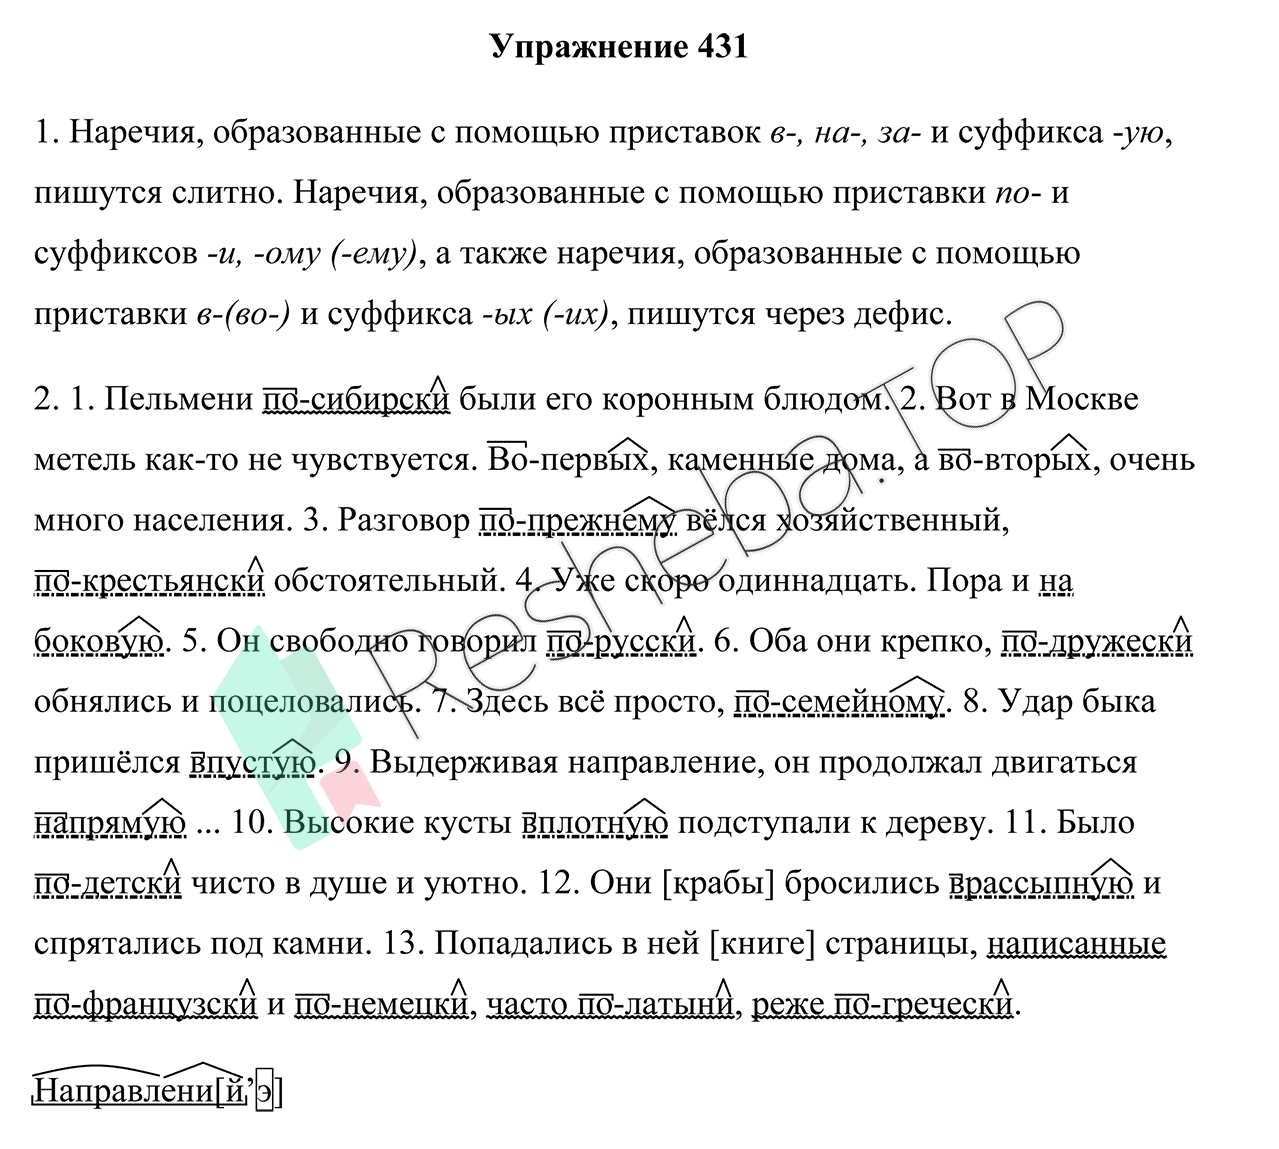 Упражнение 431
1. Наречия, образованные с помощью приставок в-, на-, за- и суффикса -ую,
пишутся слитно. Наречия, образованные с помощью приставки по- и
суффиксов -и, -ому (-ему), а также наречия, образованные с помощью
приставки в-(во-) и суффикса -ых (-их), пишутся через дефис.
2. 1. Пельмени по-сибирски были его коронным блюдом. 2. Вот в Москве
метель как-то не чувствуется. Во-первых, каменные дома, а во-вторых, очень
много населения. 3. Разговор по-прежнему вёлся хозяйственный,
по-крестьянски обстоятельный. 4. Уже скоро одиннадцать. Пора и на
боковую. 5. Он свободно говорил по-русски. 6. Оба они крепко, по-дружески
обнялись и поцеловались. 7. Здесь всё просто, по-семейному. 8. Удар быка
пришёлся впустую. 9. Выдерживая направление, он продолжал двигаться
напрямую ... 10. Высокие кусты вплотную подступали к дереву. 11. Было
по-детски чисто в душе и уютно. 12. Они [крабы] бросились врассыпную и
спрятались под камни. 13. Попадались в ней [книге] страницы, написанные
по-французски и по-немецки, часто по-латыни, реже по-гречески.
Направлени[й’э]
Resheba.TOP